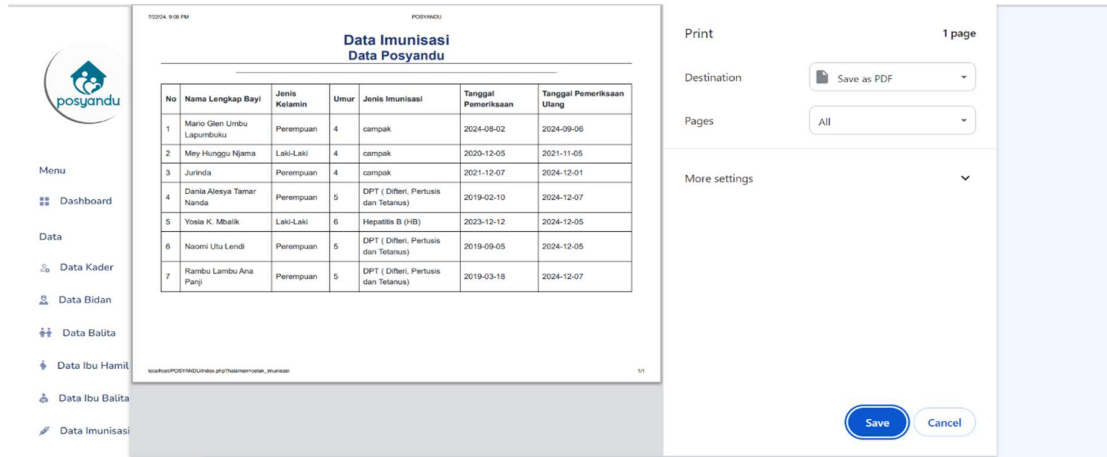 posyandu
Menu
Dashboard
Data
Data Kader
Data Bidan
Data Balita
Data Ibu Hamil
Data Ibu Balita
Data Imunisasi
7/22/24, 9:08 PM POSYANDU
Data Imunisasi
Data Posyandu
No Nama Lengkap Bayi Jenis Kelamin Umur Jenis Imunisasi Tanggal Pemeriksaan Tanggal Pemeriksaan Ulang
1 Mario Glen Umbu Lapumbuku Perempuan 4 campak 2024-08-02 2024-09-06
2 Mey Hunggu Njama Laki-Laki 4 campak 2020-12-05 2021-11-05
3 Jurinda Perempuan 4 campak 2021-12-07 2024-12-01
4 Dania Alesya Tamar Nanda Perempuan 5 DPT ( Difteri, Pertusis dan Tetanus) 2019-02-10 2024-12-07
5 Yosia K. Mbalik Laki-Laki 6 Hepatitis B (HB) 2023-12-12 2024-12-05
6 Naomi Utu Lendi Perempuan 5 DPT ( Difteri, Pertusis dan Tetanus) 2019-09-05 2024-12-05
7 Rambu Lambu Ana Panji Perempuan 5 DPT ( Difteri, Pertusis dan Tetanus) 2019-03-18 2024-12-07
localhost/POSYANDU/index.php?halaman=cetak_imunisasi 1/1
Print 1 page
Destination Save as PDF
Pages All
More settings
Save Cancel